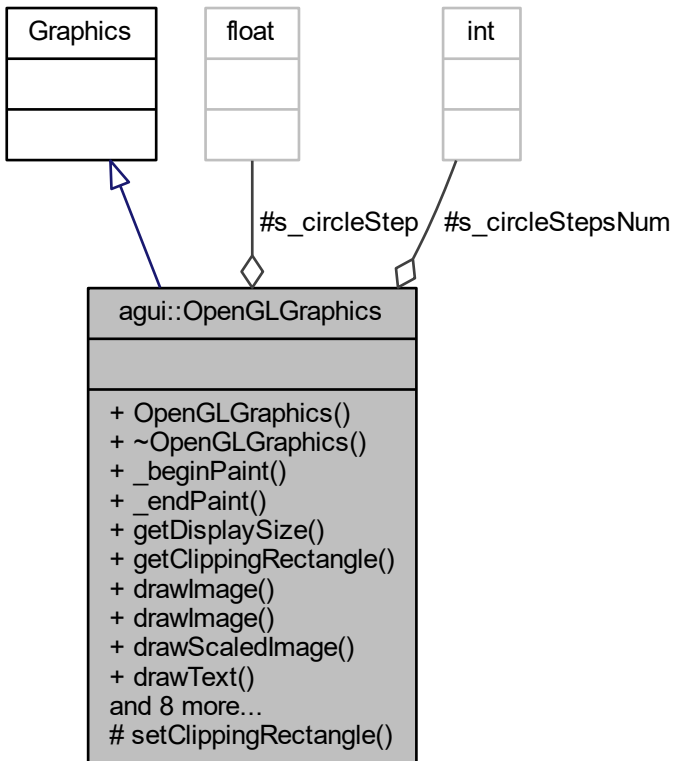 Graphics
float
int
#s_circleStep
#s_circleStepsNum
agui::OpenGLGraphics
+ OpenGLGraphics()
+ ~OpenGLGraphics()
+ _beginPaint()
+ _endPaint()
+ getDisplaySize()
+ getClippingRectangle()
+ drawImage()
+ drawImage()
+ drawScaledImage()
+ drawText()
and 8 more...
# setClippingRectangle()